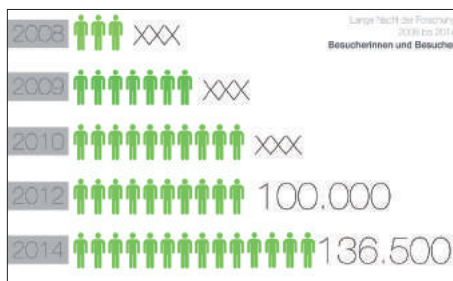 Lange Nacht der Forschung
2008 bis 2014
Besucherinnen und Besucher
2008 XXX
2009 XXX
2010 XXX
2012 100.000
2014 136.500